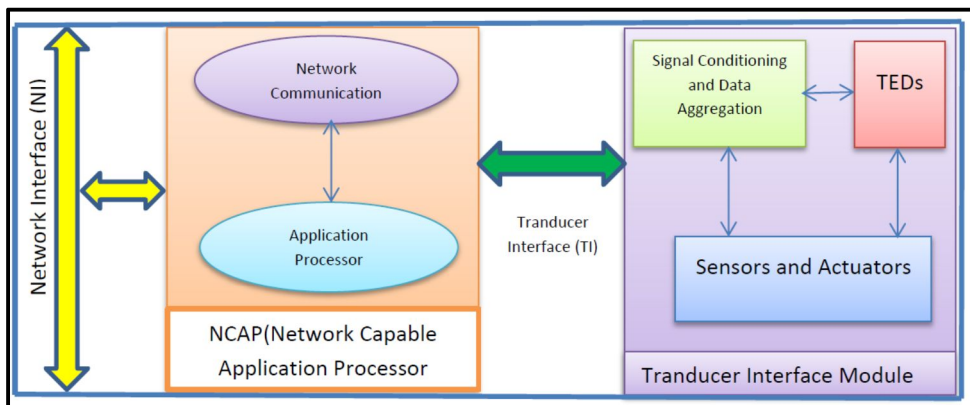 Network Interface (NI)
Network
Communication
Application
Processor
NCAP(Network Capable
Application Processor
Tranducer
Interface (TI)
Signal Conditioning
and Data
Aggregation
TEDs
Sensors and Actuators
Tranducer Interface Module